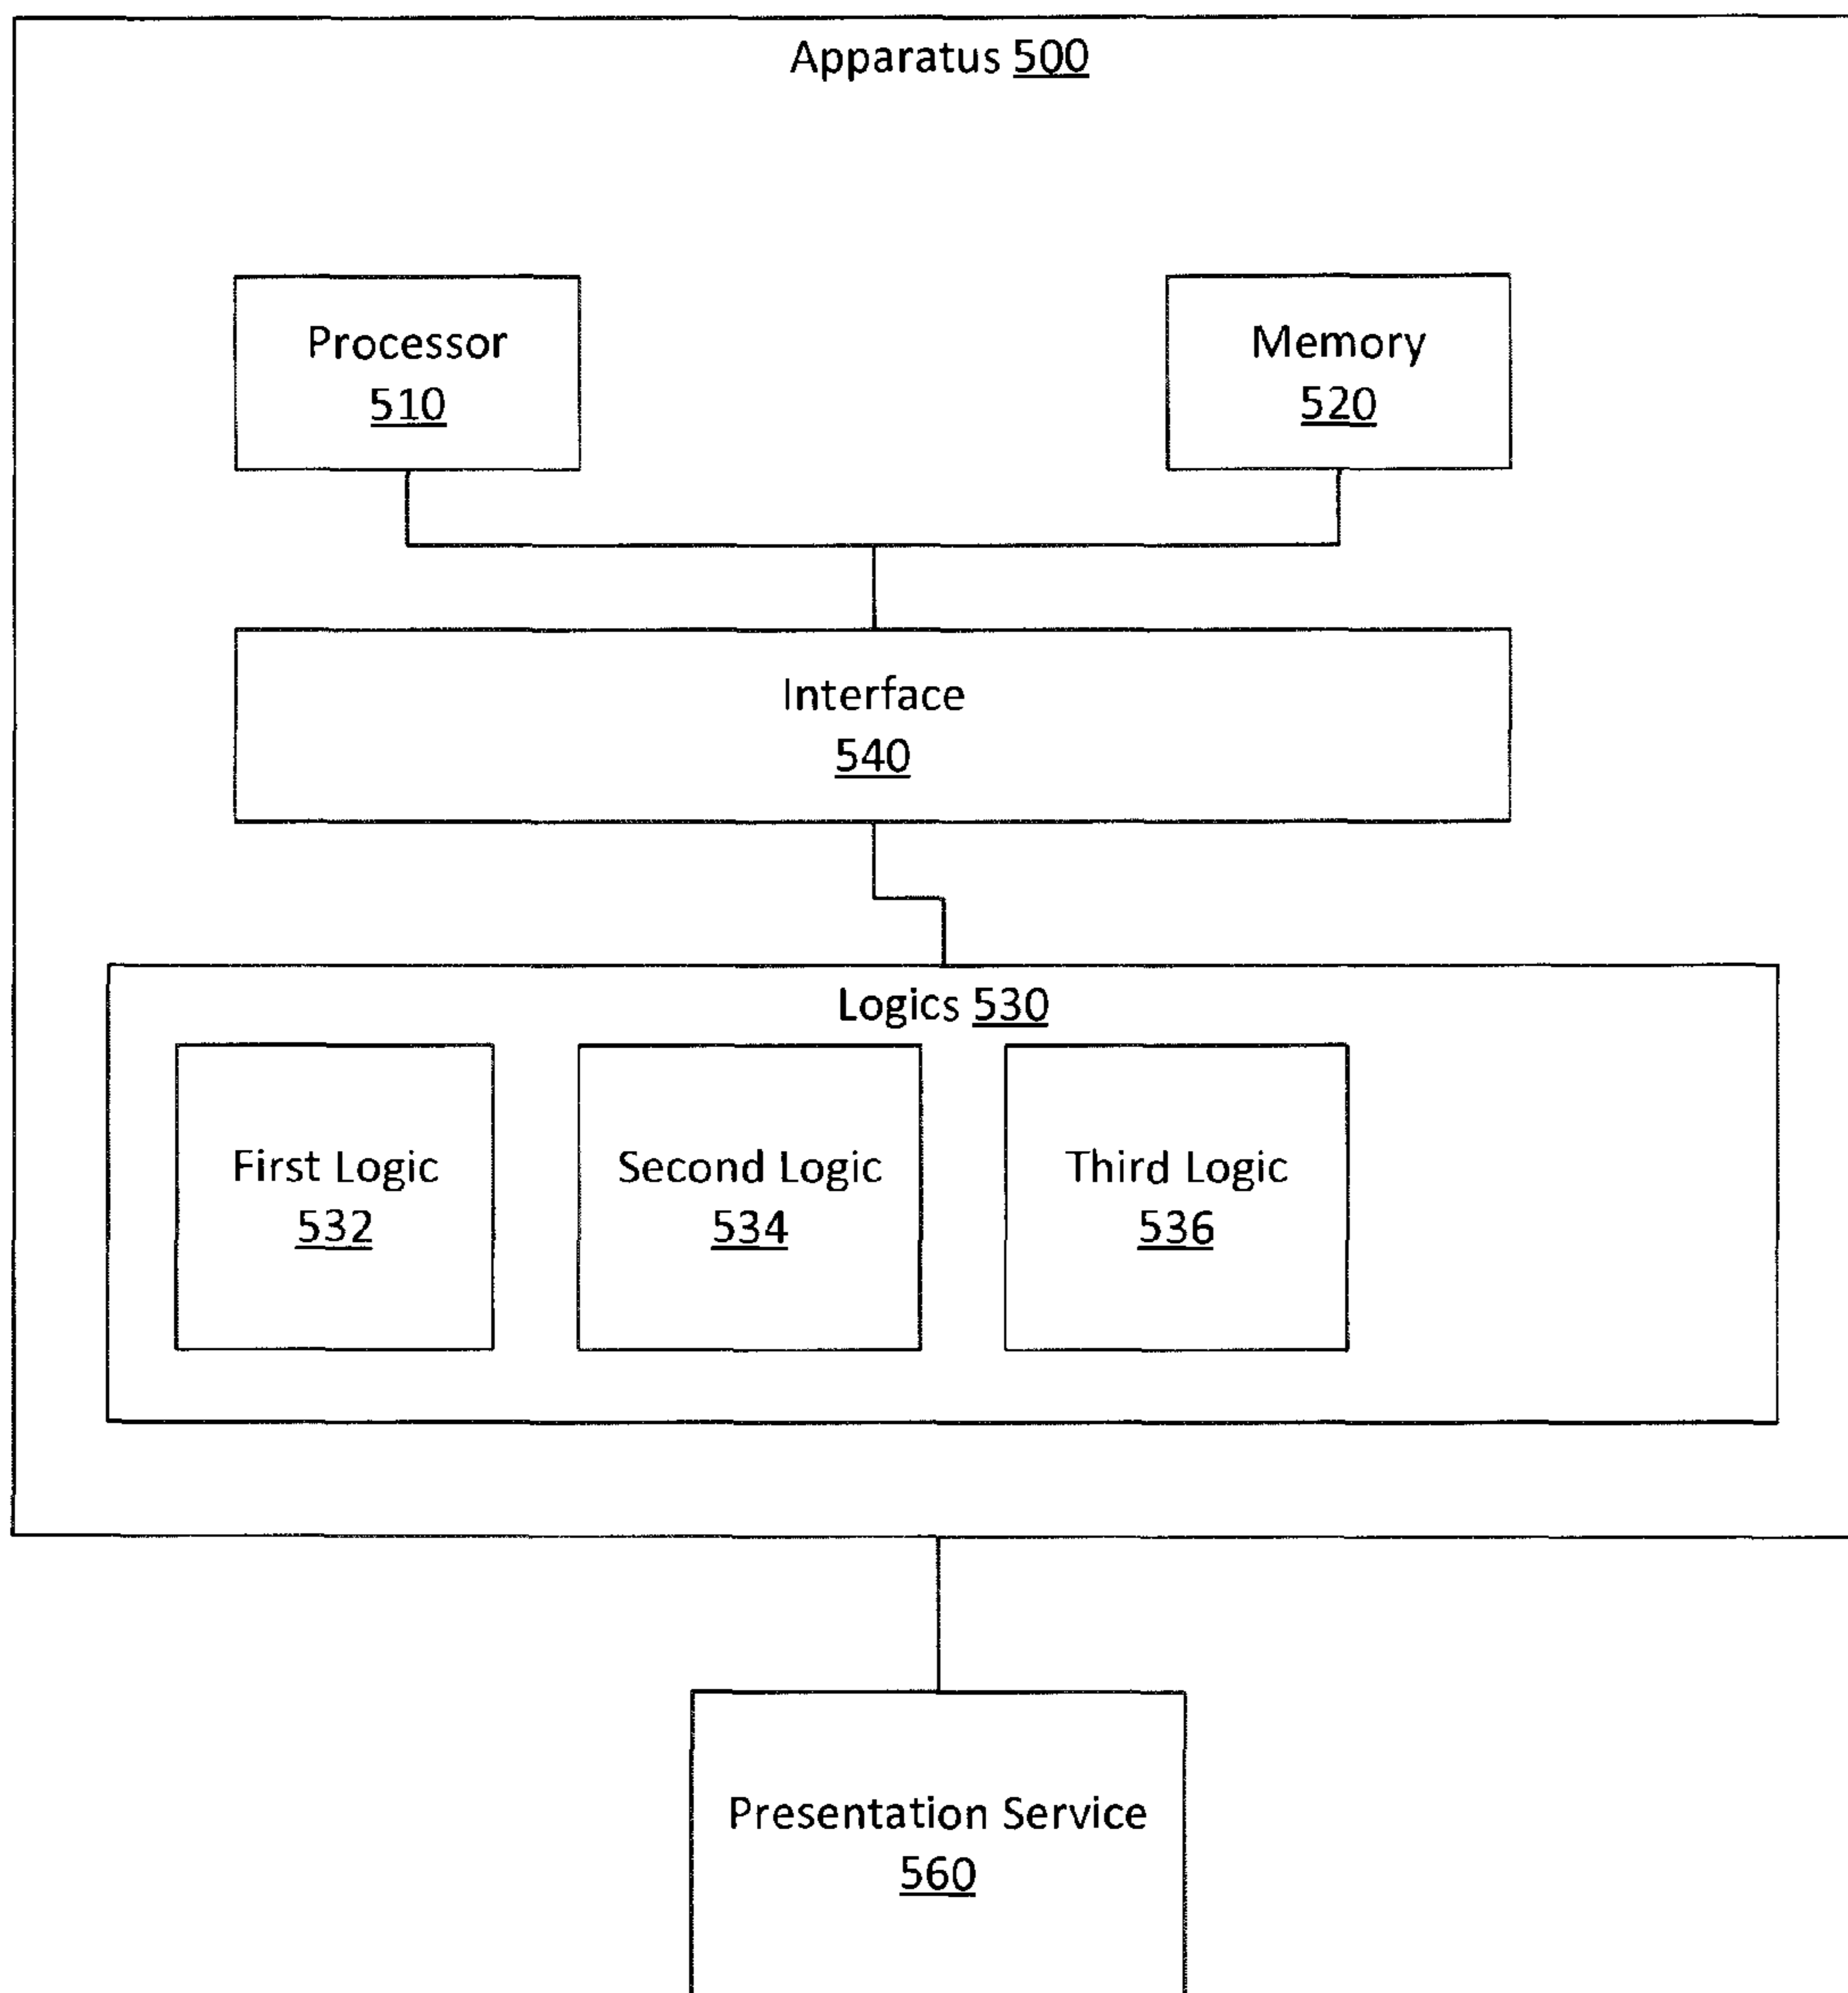 Apparatus 500
Processor
510
Memory
520
Interface
540
Logics 530
First Logic
532
Second Logic
534
Third Logic
536
Presentation Service
560